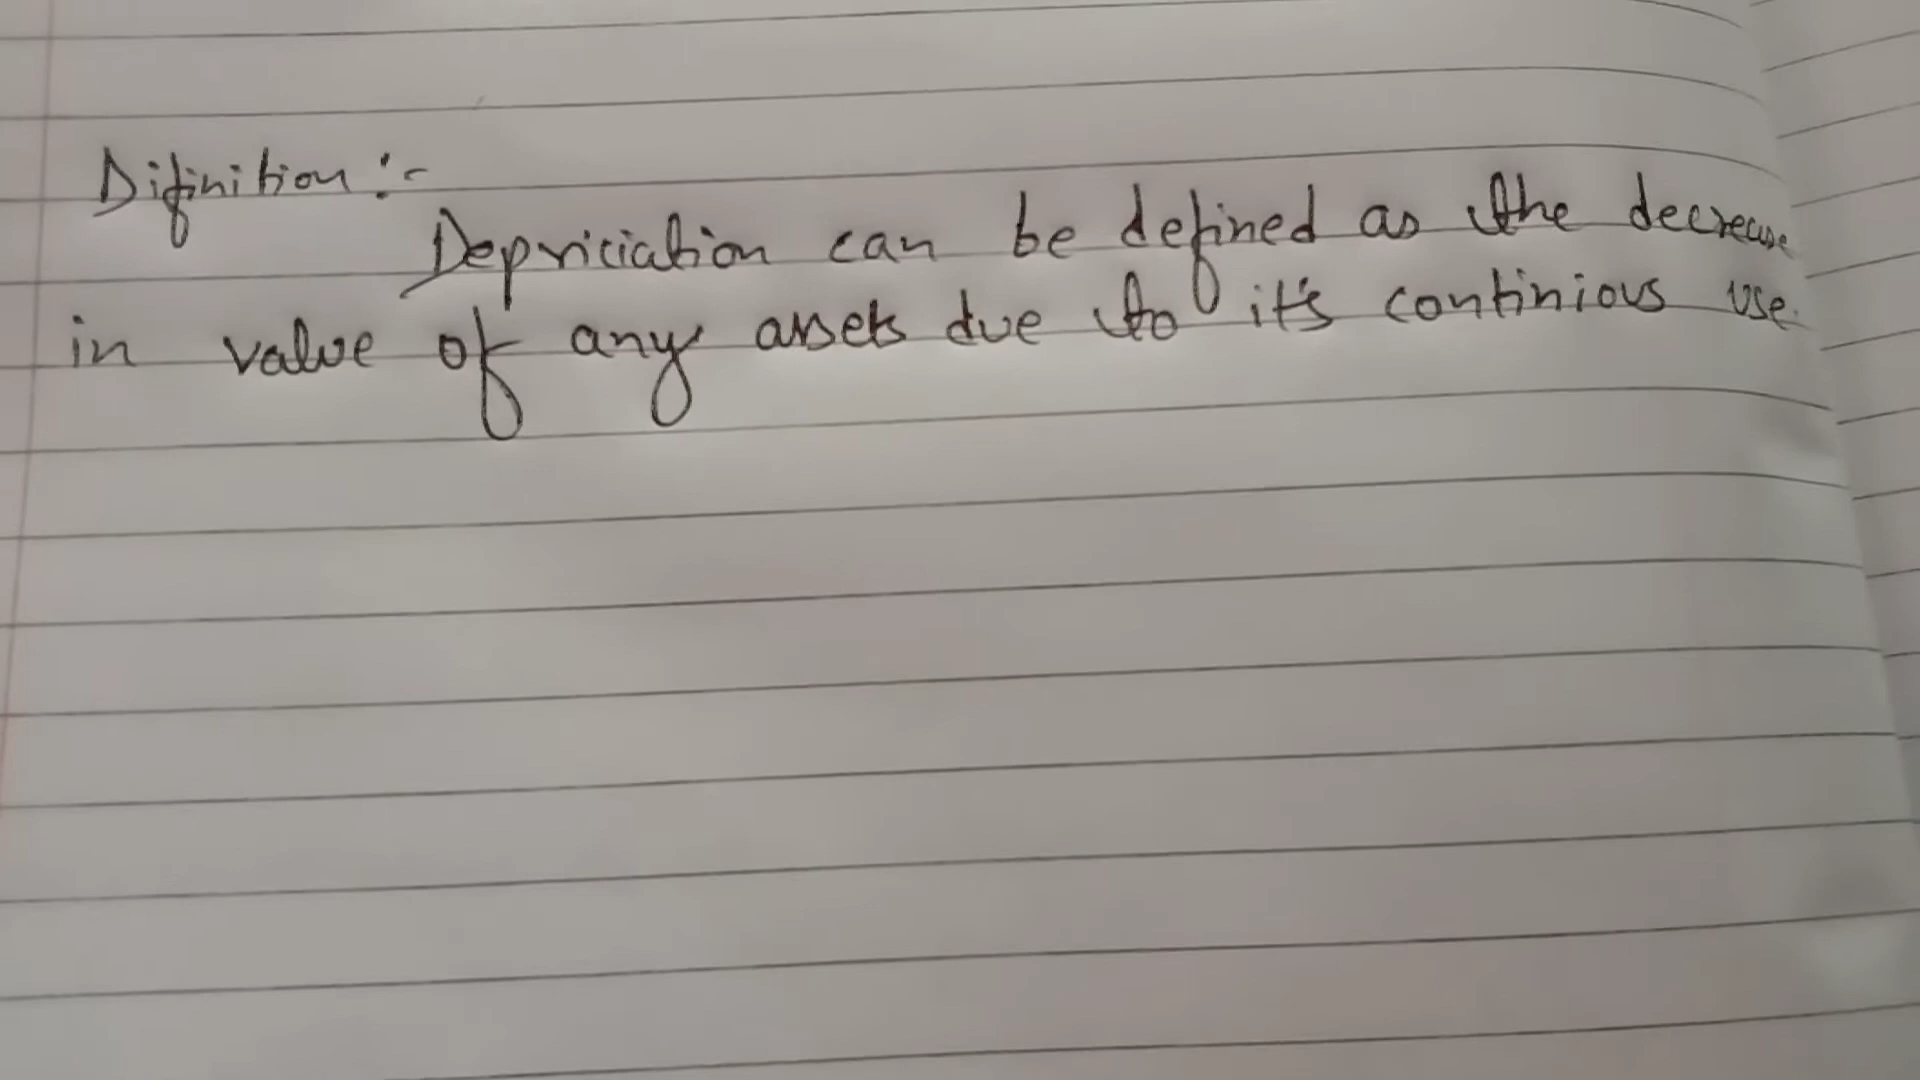 Difinition :-
Depriciation can be defined as the decrease
in value of any assets due to it's continious use.